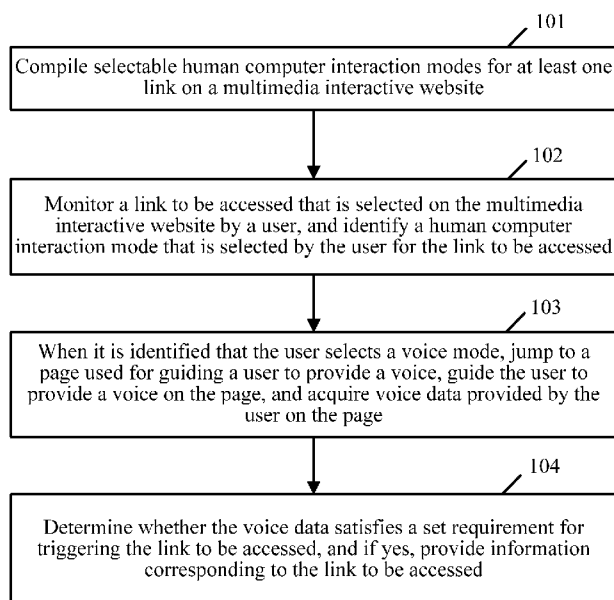 101
Compile selectable human computer interaction modes for at least one
link on a multimedia interactive website
102
Monitor a link to be accessed that is selected on the multimedia
interactive website by a user, and identify a human computer
interaction mode that is selected by the user for the link to be accessed
103
When it is identified that the user selects a voice mode, jump to
a page used for guiding a user to provide a voice, guide the user to
provide a voice on the page, and acquire voice data provided by the
user on the page
104
Determine whether the voice data satisfies a set requirement for
triggering the link to be accessed, and if yes, provide information
corresponding to the link to be accessed